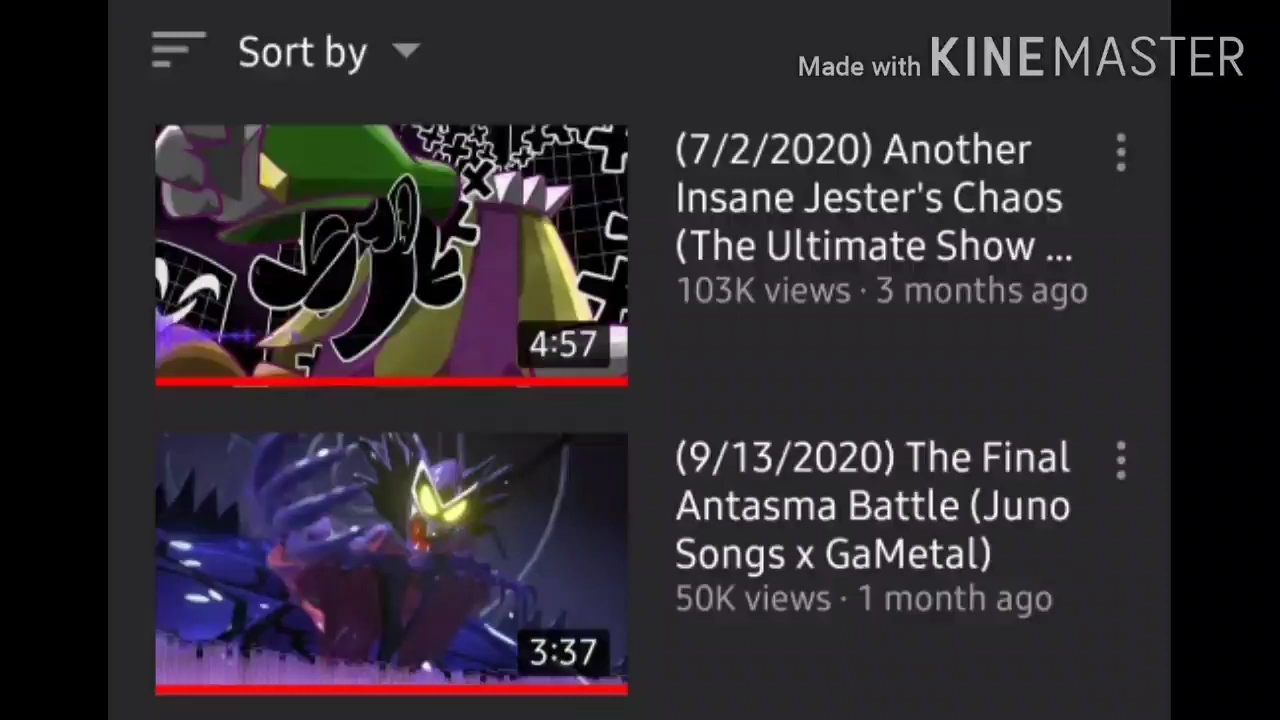 Sort by
Made with KINEMASTER
(7/2/2020) Another
Insane Jester's Chaos
(The Ultimate Show ...
103K views · 3 months ago
4:57
(9/13/2020) The Final
Antasma Battle (Juno
Songs x GaMetal)
50K views · 1 month ago
3:37